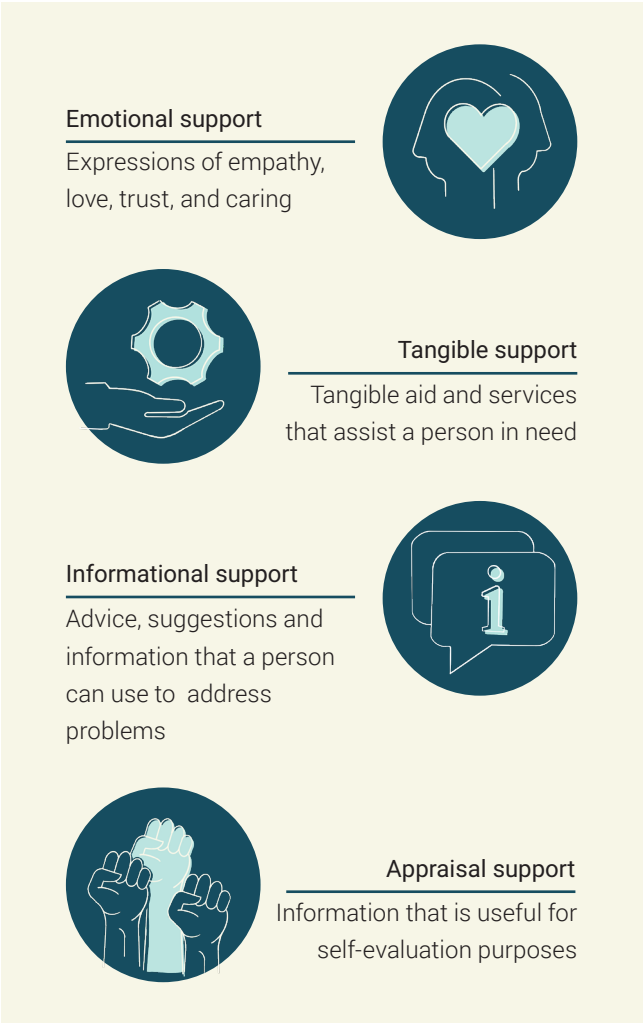 Emotional support
Expressions of empathy,
love, trust, and caring
Tangible support
Tangible aid and services
that assist a person in need
Informational support
Advice, suggestions and
information that a person
can use to  address
problems
Appraisal support
Information that is useful for
self-evaluation purposes